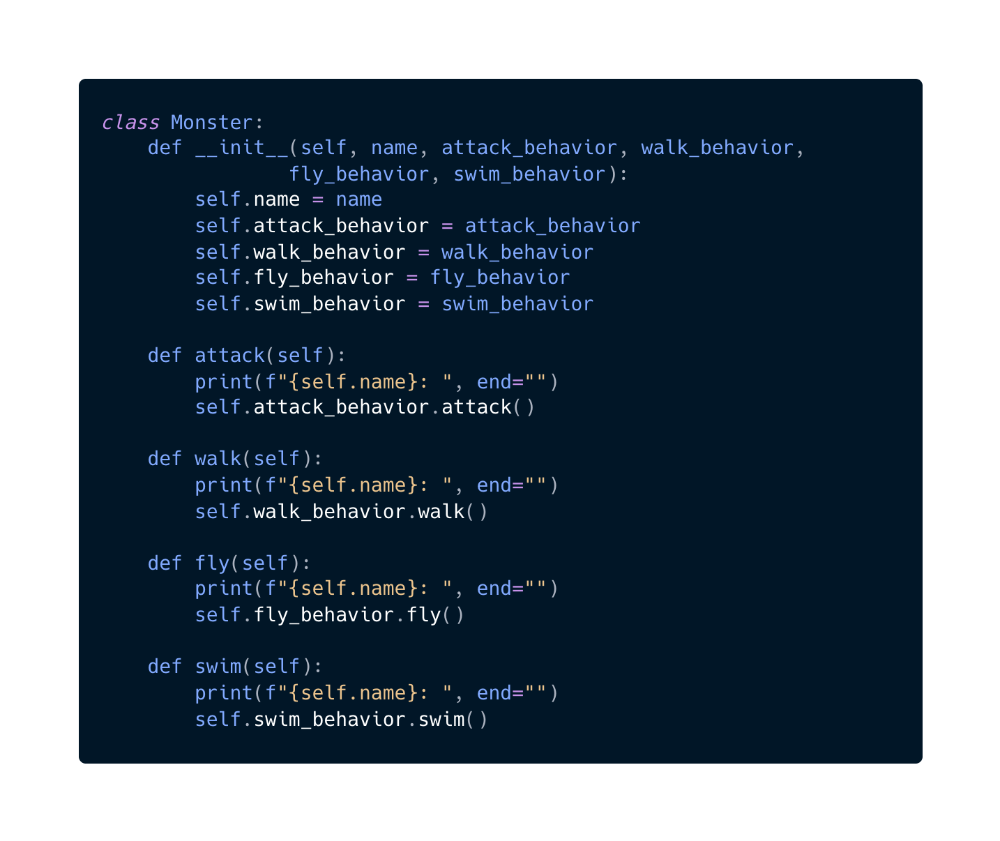 class Monster:
    def __init__(self, name, attack_behavior, walk_behavior,
                fly_behavior, swim_behavior):
        self.name = name
        self.attack_behavior = attack_behavior
        self.walk_behavior = walk_behavior
        self.fly_behavior = fly_behavior
        self.swim_behavior = swim_behavior

    def attack(self):
        print(f"{self.name}: ", end="")
        self.attack_behavior.attack()

    def walk(self):
        print(f"{self.name}: ", end="")
        self.walk_behavior.walk()

    def fly(self):
        print(f"{self.name}: ", end="")
        self.fly_behavior.fly()

    def swim(self):
        print(f"{self.name}: ", end="")
        self.swim_behavior.swim()